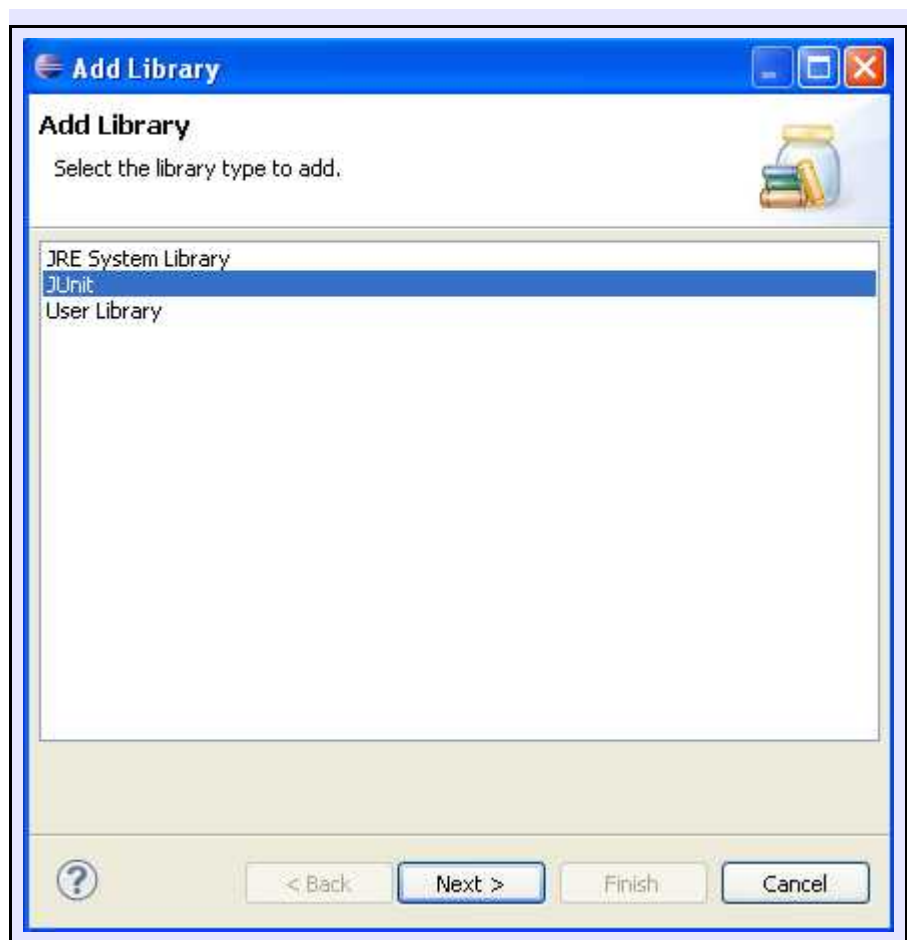 Add Library
Add Library
Select the library type to add.
JRE System Library
JUnit
User Library
?
< Back
Next >
Finish
Cancel